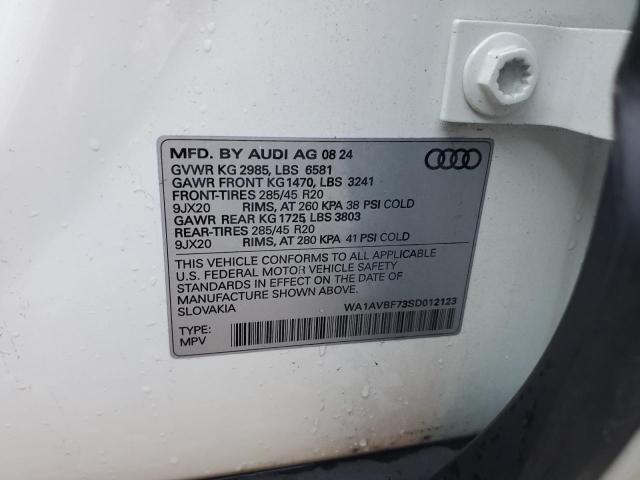 MFD. BY AUDI AG 08 24
GVWR KG 2985, LBS 6581
GAWR FRONT KG1470, LBS 3241
FRONT-TIRES 285/45 R20
9JX20 RIMS, AT 260 KPA 38 PSI COLD
GAWR REAR KG 1725, LBS 3803
REAR-TIRES 285/45 R20
9JX20 RIMS, AT 280 KPA 41 PSI COLD
THIS VEHICLE CONFORMS TO ALL APPLICABLE
U.S. FEDERAL MOTOR VEHICLE SAFETY
STANDARDS IN EFFECT ON THE DATE OF
MANUFACTURE SHOWN ABOVE.
SLOVAKIA WA1AVBF73SD012123
TYPE:
MPV